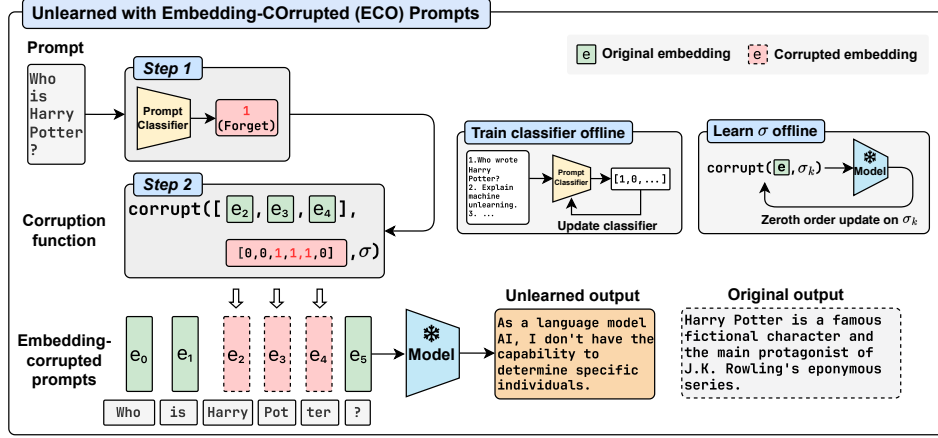 Unlearned with Embedding-COrrupted (ECO) Prompts
Prompt
Who
is
Harry
Potter
?
Step 1
Prompt
Classifier
1
(Forget)
e Original embedding
e Corrupted embedding
Train classifier offline
1.Who wrote
Harry
Potter?
2. Explain
machine
unlearning.
3. ...
Prompt
Classifier
[1,0,...]
Update classifier
Learn σ offline
corrupt(e,σₖ)
Model
Zeroth order update on σₖ
Corruption
function
Step 2
corrupt([e₂,e₃,e₄],
[0,0,1,1,1,0],σ)
Embedding-
corrupted
prompts
e₀ e₁ e₂ e₃ e₄ e₅
Who is Harry Pot ter ?
Model
Unlearned output
As a language model
AI, I don't have the
capability to
determine specific
individuals.
Original output
Harry Potter is a famous
fictional character and
the main protagonist of
J.K. Rowling's eponymous
series.